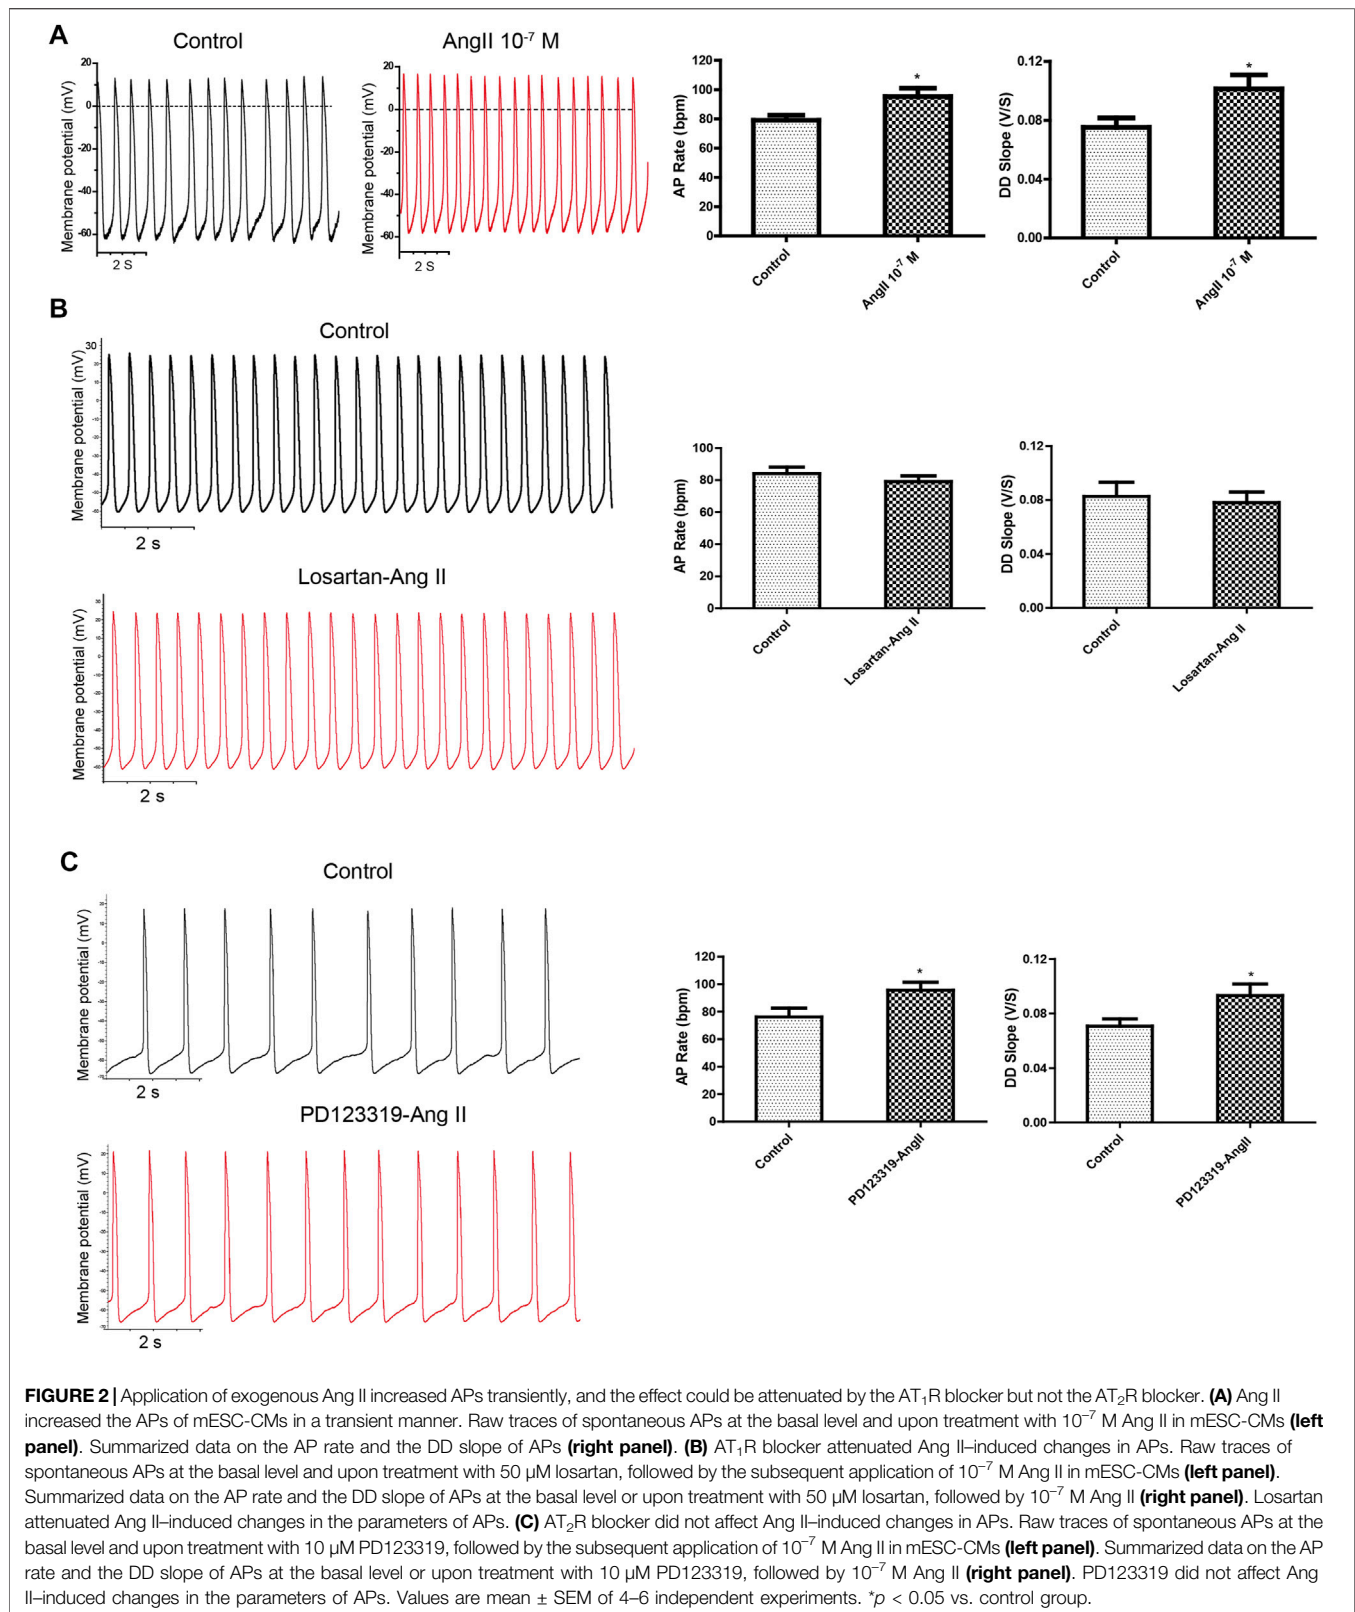 A
Control
AngII 10⁻⁷ M
Membrane potential (mV)
20
0
-40
-60
2 S
Membrane potential (mV)
20
0
-40
-60
2 S
AP Rate (bpm)
120
100
80
60
40
20
0
*
Control
AngII 10⁻⁷ M
DD Slope (V/S)
0.12
0.08
0.04
0.00
*
Control
AngII 10⁻⁷ M
B
Control
Membrane potential (mV)
30
2 s
Losartan-Ang II
Membrane potential (mV)
2 s
AP Rate (bpm)
100
80
60
40
20
0
Control
Losartan-Ang II
DD Slope (V/S)
0.12
0.08
0.04
0.00
Control
Losartan-Ang II
C
Control
Membrane potential (mV)
2 s
PD123319-Ang II
Membrane potential (mV)
2 s
AP Rate (bpm)
120
100
80
60
40
20
0
*
Control
PD123319-AngII
DD Slope (V/S)
0.12
0.08
0.04
0.00
*
Control
PD123319-AngII
FIGURE 2 | Application of exogenous Ang II increased APs transiently, and the effect could be attenuated by the AT₁R blocker but not the AT₂R blocker. (A) Ang II
increased the APs of mESC-CMs in a transient manner. Raw traces of spontaneous APs at the basal level and upon treatment with 10⁻⁷ M Ang II in mESC-CMs (left
panel). Summarized data on the AP rate and the DD slope of APs (right panel). (B) AT₁R blocker attenuated Ang II–induced changes in APs. Raw traces of
spontaneous APs at the basal level and upon treatment with 50 µM losartan, followed by the subsequent application of 10⁻⁷ M Ang II in mESC-CMs (left panel).
Summarized data on the AP rate and the DD slope of APs at the basal level or upon treatment with 50 µM losartan, followed by 10⁻⁷ M Ang II (right panel). Losartan
attenuated Ang II–induced changes in the parameters of APs. (C) AT₂R blocker did not affect Ang II–induced changes in APs. Raw traces of spontaneous APs at the
basal level and upon treatment with 10 µM PD123319, followed by the subsequent application of 10⁻⁷ M Ang II in mESC-CMs (left panel). Summarized data on the AP
rate and the DD slope of APs at the basal level or upon treatment with 10 µM PD123319, followed by 10⁻⁷ M Ang II (right panel). PD123319 did not affect Ang
II–induced changes in the parameters of APs. Values are mean ± SEM of 4–6 independent experiments. *p < 0.05 vs. control group.